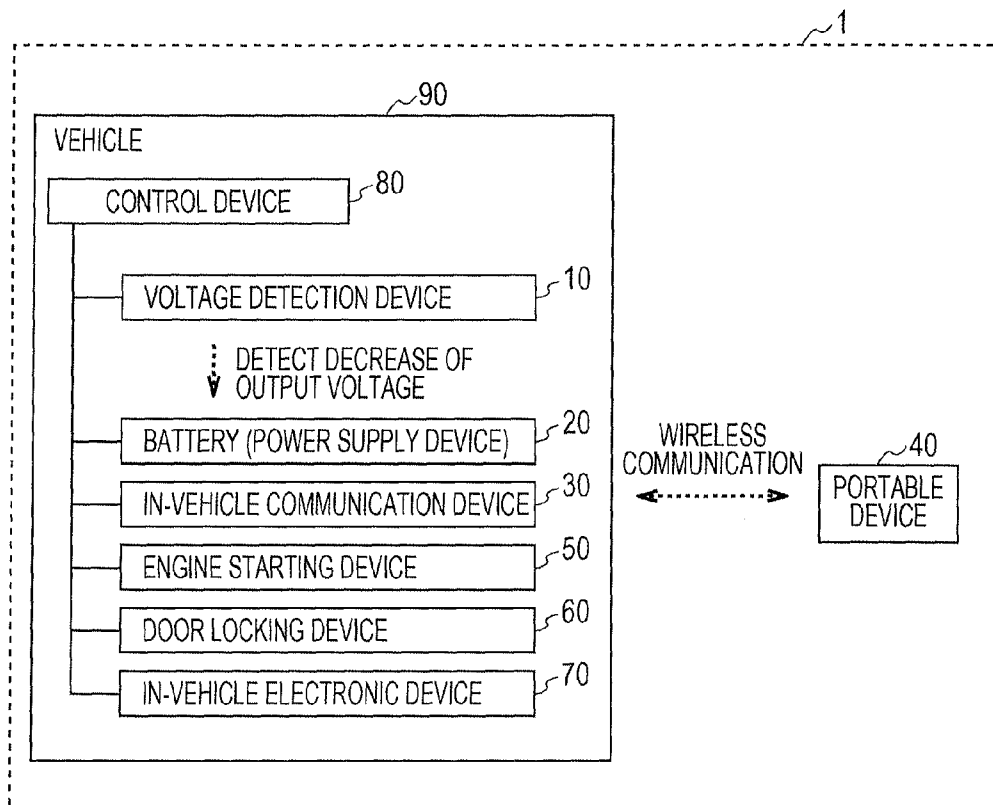 1
90
VEHICLE
CONTROL DEVICE
80
VOLTAGE DETECTION DEVICE
10
DETECT DECREASE OF
OUTPUT VOLTAGE
BATTERY (POWER SUPPLY DEVICE)
20
IN-VEHICLE COMMUNICATION DEVICE
30
ENGINE STARTING DEVICE
50
DOOR LOCKING DEVICE
60
IN-VEHICLE ELECTRONIC DEVICE
70
WIRELESS
COMMUNICATION
40
PORTABLE
DEVICE